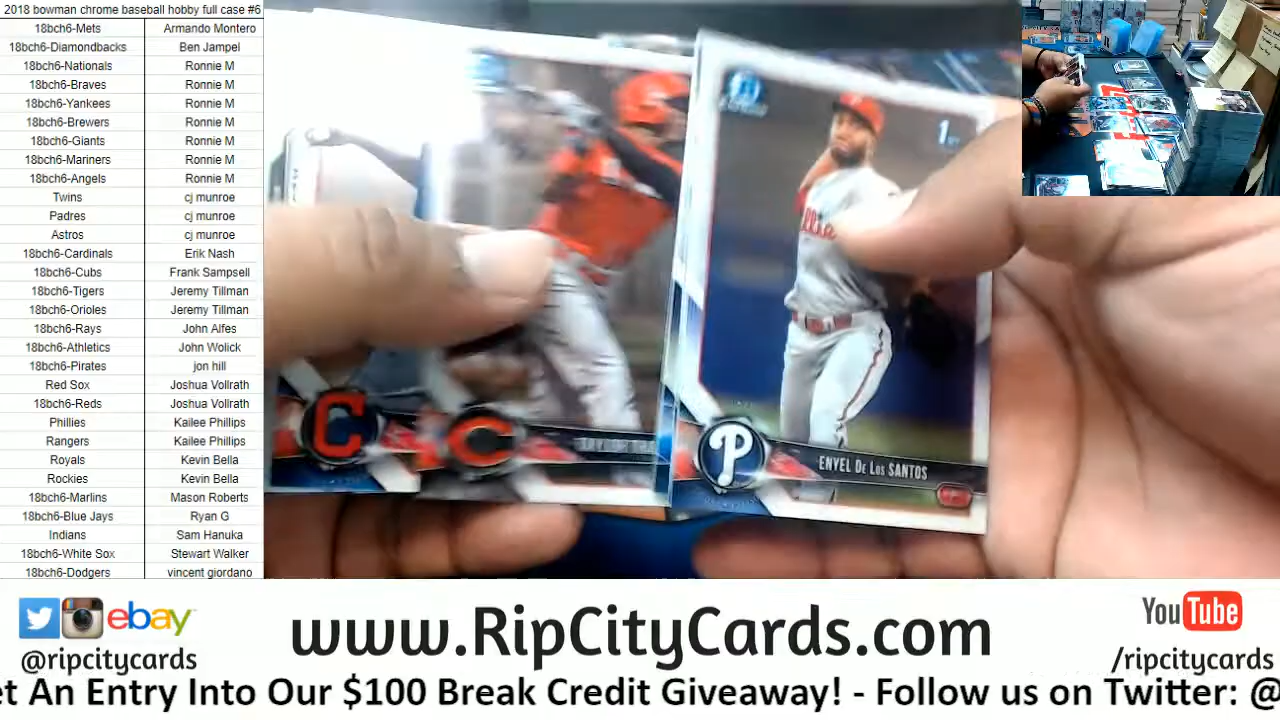 2018 bowman chrome baseball hobby full case #6
18bch6-Mets Armando Montero
18bch6-Diamondbacks Ben Jampel
18bch6-Nationals Ronnie M
18bch6-Braves Ronnie M
18bch6-Yankees Ronnie M
18bch6-Brewers Ronnie M
18bch6-Giants Ronnie M
18bch6-Mariners Ronnie M
18bch6-Angels Ronnie M
Twins cj munroe
Padres cj munroe
Astros cj munroe
18bch6-Cardinals Erik Nash
18bch6-Cubs Frank Sampsell
18bch6-Tigers Jeremy Tillman
18bch6-Orioles Jeremy Tillman
18bch6-Rays John Alfes
18bch6-Athletics John Wolick
18bch6-Pirates jon hill
Red Sox Joshua Vollrath
18bch6-Reds Joshua Vollrath
Phillies Kailee Phillips
Rangers Kailee Phillips
Royals Kevin Bella
Rockies Kevin Bella
18bch6-Marlins Mason Roberts
18bch6-Blue Jays Ryan G
Indians Sam Hanuka
18bch6-White Sox Stewart Walker
18bch6-Dodgers vincent giordano
1st
C
C
TAYLOR
P
ENYEL De Los SANTOS
ebay
@ripcitycards
www.RipCityCards.com
YouTube
/ripcitycards
et An Entry Into Our $100 Break Credit Giveaway! - Follow us on Twitter: @